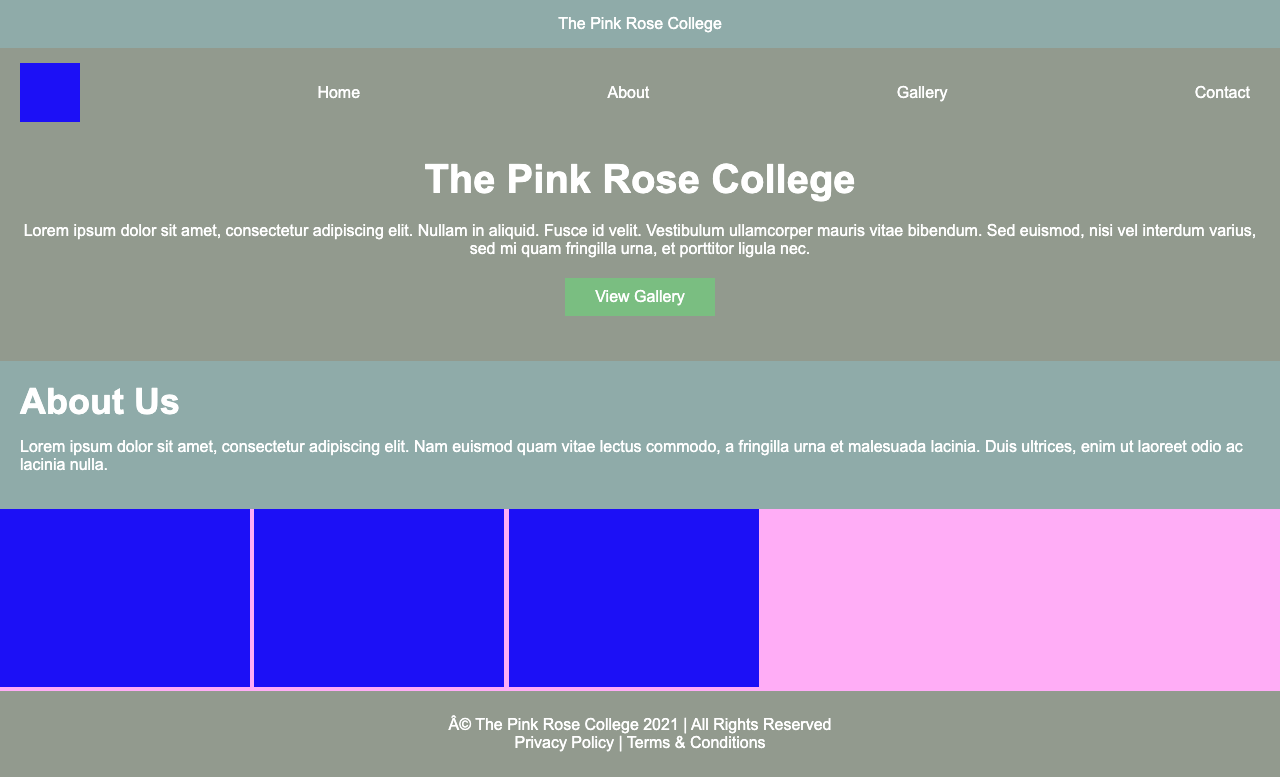 The Pink Rose College
Home About Gallery Contact
The Pink Rose College
Lorem ipsum dolor sit amet, consectetur adipiscing elit. Nullam in aliquid. Fusce id velit. Vestibulum ullamcorper mauris vitae bibendum. Sed euismod, nisi vel interdum varius,
sed mi quam fringilla urna, et porttitor ligula nec.
View Gallery
About Us
Lorem ipsum dolor sit amet, consectetur adipiscing elit. Nam euismod quam vitae lectus commodo, a fringilla urna et malesuada lacinia. Duis ultrices, enim ut laoreet odio ac
lacinia nulla.
Â© The Pink Rose College 2021 | All Rights Reserved
Privacy Policy | Terms & Conditions